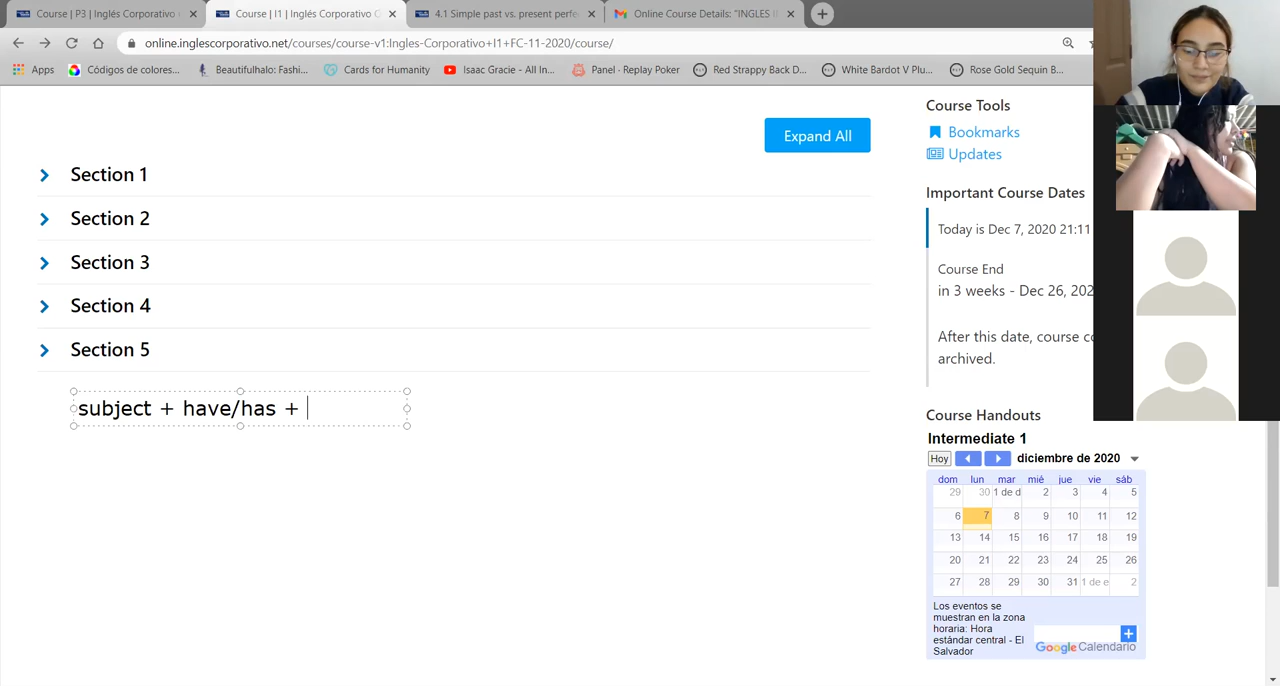 Course | P3 | Inglés Corporativo
Course | I1 | Inglés Corporativo
4.1 Simple past vs. present perfe
Online Course Details: "INGLES I
online.inglescorporativo.net/courses/course-v1:Ingles-Corporativo+I1+FC-11-2020/course/
Apps
Códigos de colores...
Beautifulhalo: Fashi...
Cards for Humanity
Isaac Gracie - All In...
Panel · Replay Poker
Red Strappy Back D...
White Bardot V Plu...
Rose Gold Sequin B...
Expand All
Section 1
Section 2
Section 3
Section 4
Section 5
subject + have/has +
Course Tools
Bookmarks
Updates
Important Course Dates
Today is Dec 7, 2020 21:11
Course End
in 3 weeks - Dec 26, 202
After this date, course co
archived.
Course Handouts
Intermediate 1
Hoy diciembre de 2020
dom lun mar mié jue vie sáb
29 30 1 de d 2 3 4 5
6 7 8 9 10 11 12
13 14 15 16 17 18 19
20 21 22 23 24 25 26
27 28 29 30 31 1 de e 2
Los eventos se
muestran en la zona
horaria: Hora
estándar central - El
Salvador
Google Calendario